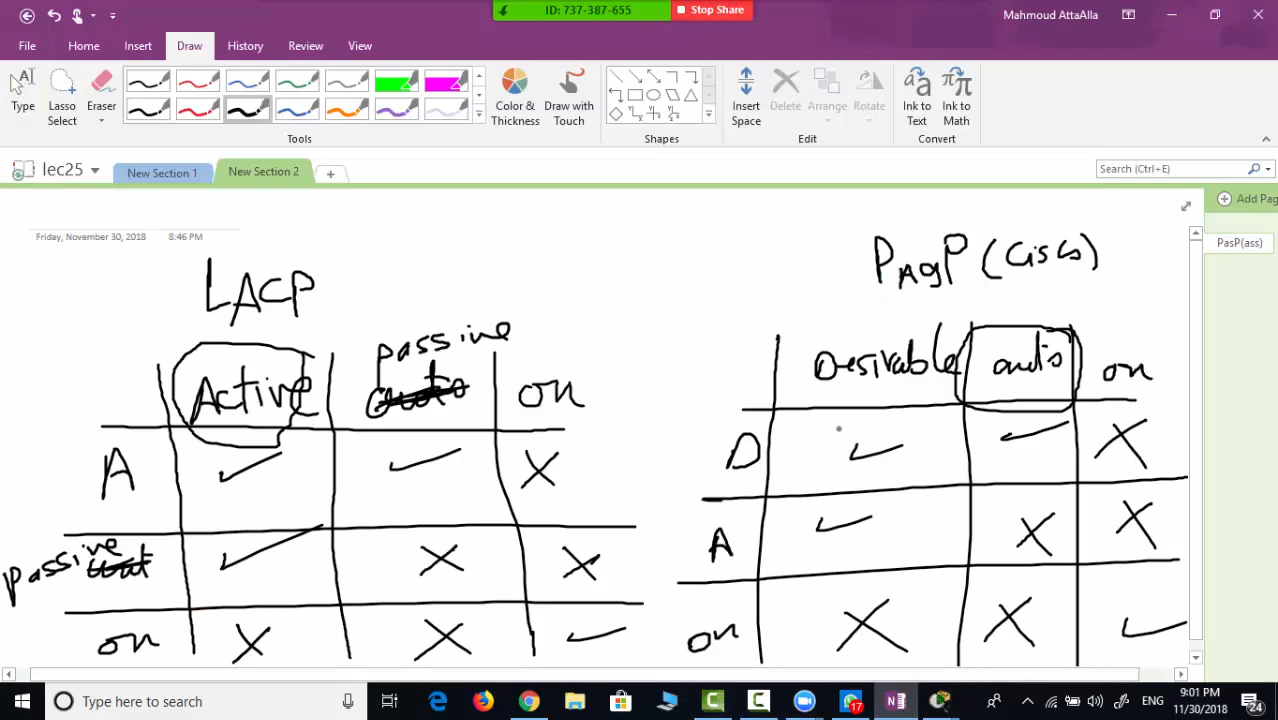 ID: 737-387-655
Stop Share
Mahmoud AttaAlla
File Home Insert Draw History Review View
Type
Lasso Select
Eraser
Color & Thickness
Draw with Touch
Insert Space
Delete
Arrange
Rotate
Ink to Text
Ink to Math
Tools
Shapes
Edit
Convert
lec25
New Section 1
New Section 2
Search (Ctrl+E)
Add Pag
PasP(ass)
Friday, November 30, 2018 8:46 PM
LACP
PAgP (Cisco)
passive
Active on
Desirable auto on
A
D
passive
A
on
on
Type here to search
17
ENG
9:01 PM
11/30/2018
24